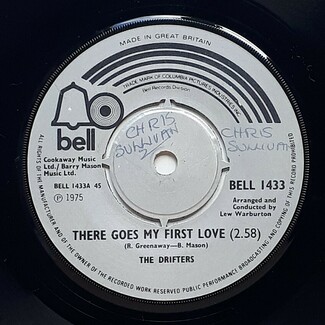 MADE IN GREAT BRITAIN
TRADE MARK OF COLUMBIA PICTURES INDUSTRIES, INC.
Bell Records Division
bell
CHRIS
SULLIVAN
2
CHRIS
SULLIVAN
Cookaway Music
Ltd./ Barry Mason
Music Ltd.
BELL 1433A 45
Ⓟ 1975
BELL 1433
Arranged and
Conducted by
Lew Warburton
THERE GOES MY FIRST LOVE (2.58)
(R. Greenaway—B. Mason)
THE DRIFTERS
ALL RIGHTS OF THE MANUFACTURER AND OF THE OWNER OF THE RECORDED WORK RESERVED UNAUTHORISED PUBLIC PERFORMANCE BROADCASTING AND COPYING OF THIS RECORD PROHIBITED